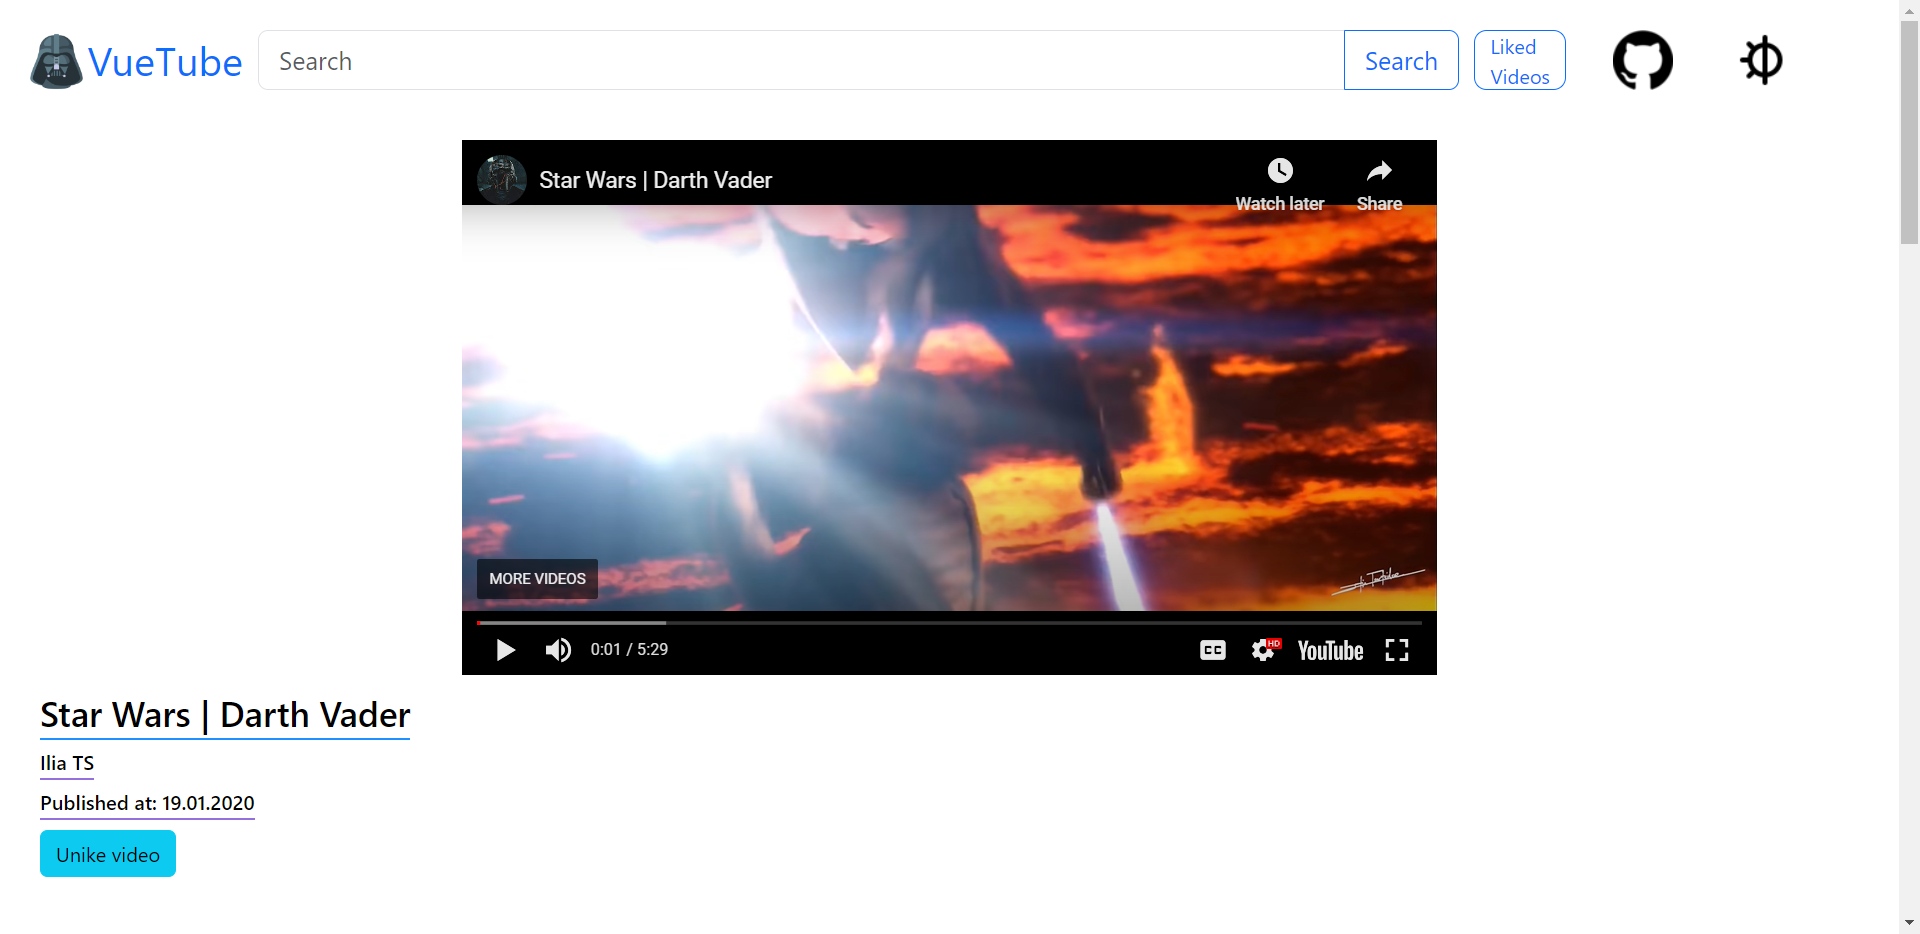 VueTube
Search
Search
Liked
Videos
Star Wars | Darth Vader
Watch later
Share
MORE VIDEOS
0:01 / 5:29
CC
HD
YouTube
Star Wars | Darth Vader
Ilia TS
Published at: 19.01.2020
Unike video